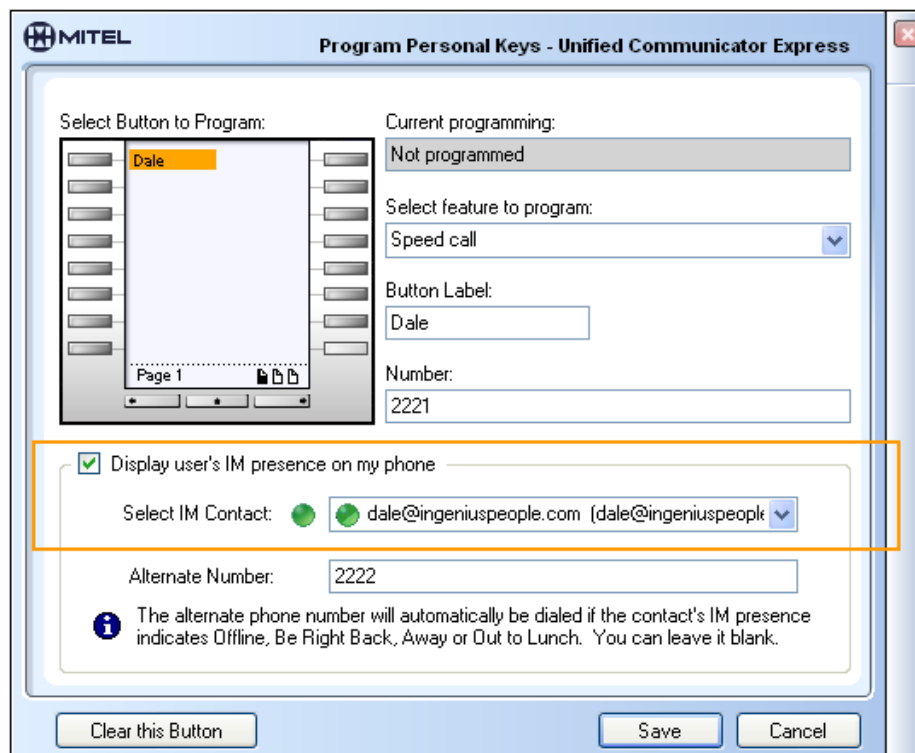 MITEL
Program Personal Keys - Unified Communicator Express
Select Button to Program:
Dale
Page 1
Current programming:
Not programmed
Select feature to program:
Speed call
Button Label:
Dale
Number:
2221
Display user's IM presence on my phone
Select IM Contact:
dale@ingeniuspeople.com (dale@ingeniuspeople
Alternate Number:
2222
The alternate phone number will automatically be dialed if the contact's IM presence
indicates Offline, Be Right Back, Away or Out to Lunch. You can leave it blank.
Clear this Button
Save
Cancel